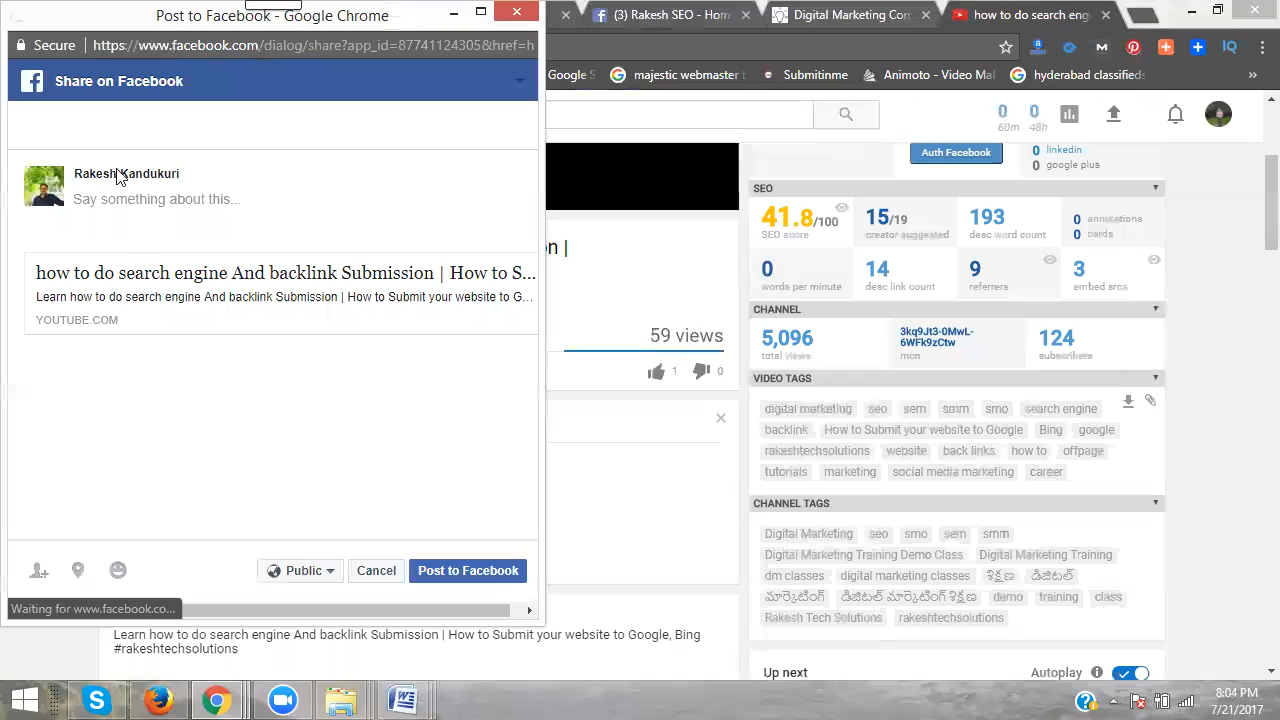 Post to Facebook - Google Chrome
Secure https://www.facebook.com/dialog/share?app_id=87741124305&href=h
Share on Facebook
Rakesh Kandukuri
Say something about this...
how to do search engine And backlink Submission | How to S...
Learn how to do search engine And backlink Submission | How to Submit your website to G...
YOUTUBE.COM
Public
Cancel
Post to Facebook
Waiting for www.facebook.co...
(3) Rakesh SEO - Hom
Digital Marketing Con
how to do search eng
Google S
majestic webmaster t
Submitinme
Animoto - Video Mak
hyderabad classifieds
»
IQ
0 60m
0 48h
Auth Facebook
0 linkedin
0 google plus
SEO
41.8/100 SEO score
15/19 creator suggested
193 desc word count
0 annotations
0 cards
0 words per minute
14 desc link count
9 referrers
3 embed srcs
CHANNEL
5,096 total views
3kq9Jt3-0MwL-
6WFk9zCtw
mcn
124 subscribers
VIDEO TAGS
digital marketing seo sem smm smo search engine
backlink How to Submit your website to Google Bing google
rakeshtechsolutions website back links how to offpage
tutorials marketing social media marketing career
CHANNEL TAGS
Digital Marketing seo smo sem smm
Digital Marketing Training Demo Class Digital Marketing Training
dm classes digital marketing classes శిక్షణ డిజిటల్
మార్కెటింగ్ డిజిటల్ మార్కెటింగ్ శిక్షణ demo training class
Rakesh Tech Solutions rakeshtechsolutions
Up next
Autoplay
on |
59 views
1
0
Learn how to do search engine And backlink Submission | How to Submit your website to Google, Bing
#rakeshtechsolutions
8:04 PM
7/21/2017